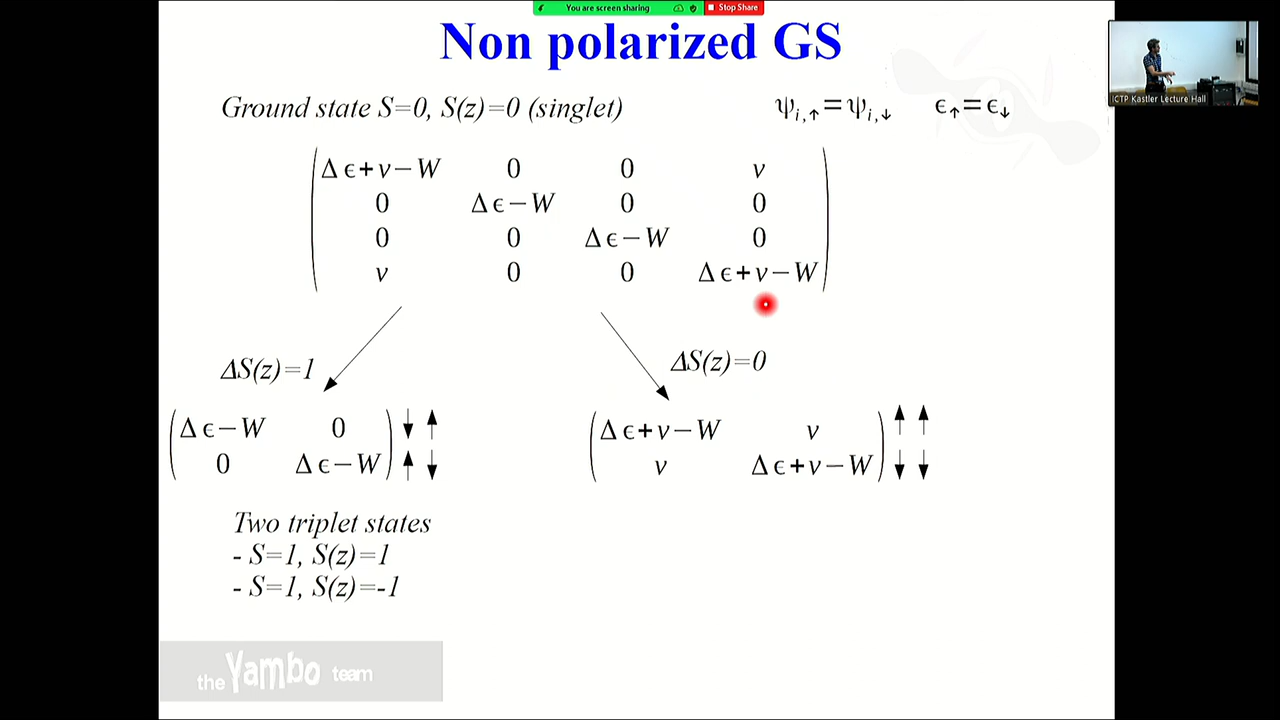 You are screen sharing
Stop Share
Non polarized GS
Ground state S=0, S(z)=0 (singlet)
ψi,↑=ψi,↓ ϵ↑=ϵ↓
Δϵ+v−W 0 0 v
0 Δϵ−W 0 0
0 0 Δϵ−W 0
v 0 0 Δϵ+v−W
ΔS(z)=1
ΔS(z)=0
Δϵ−W 0 ↓ ↑
0 Δϵ−W ↑ ↓
Δϵ+v−W v ↑ ↑
v Δϵ+v−W ↓ ↓
Two triplet states
- S=1, S(z)=1
- S=1, S(z)=-1
the Yambo team
ICTP Kastler Lecture Hall